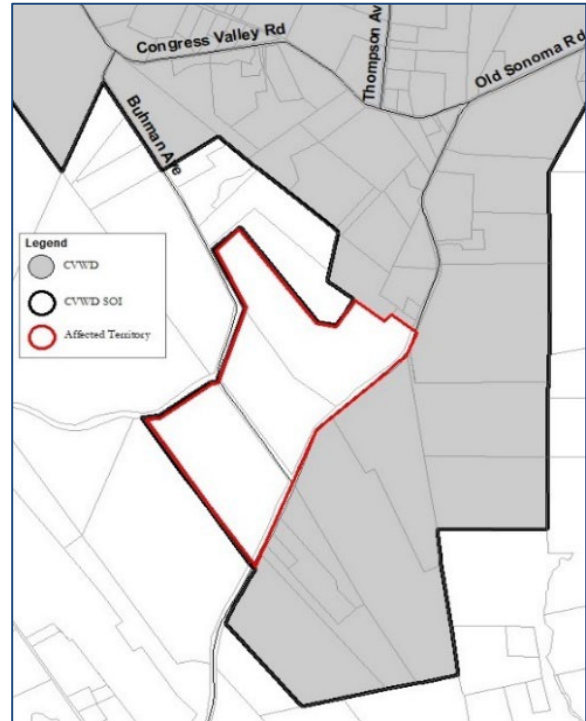 Congress Valley Rd
Thompson Av
Old Sonoma Rd
Buhman Ave
Legend
CVWD
CVWD SOI
Affected Territory